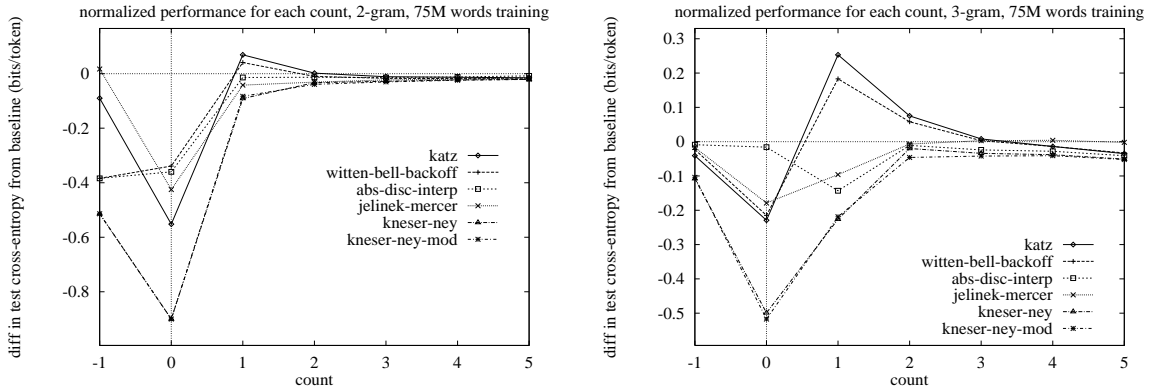 normalized performance for each count, 2-gram, 75M words training
diff in test cross-entropy from baseline (bits/token)
0
-0.2
-0.4
-0.6
-0.8
katz
witten-bell-backoff
abs-disc-interp
jelinek-mercer
kneser-ney
kneser-ney-mod
-1 0 1 2 3 4 5
count
normalized performance for each count, 3-gram, 75M words training
diff in test cross-entropy from baseline (bits/token)
0.3
0.2
0.1
0
-0.1
-0.2
-0.3
-0.4
-0.5
katz
witten-bell-backoff
abs-disc-interp
jelinek-mercer
kneser-ney
kneser-ney-mod
-1 0 1 2 3 4 5
count